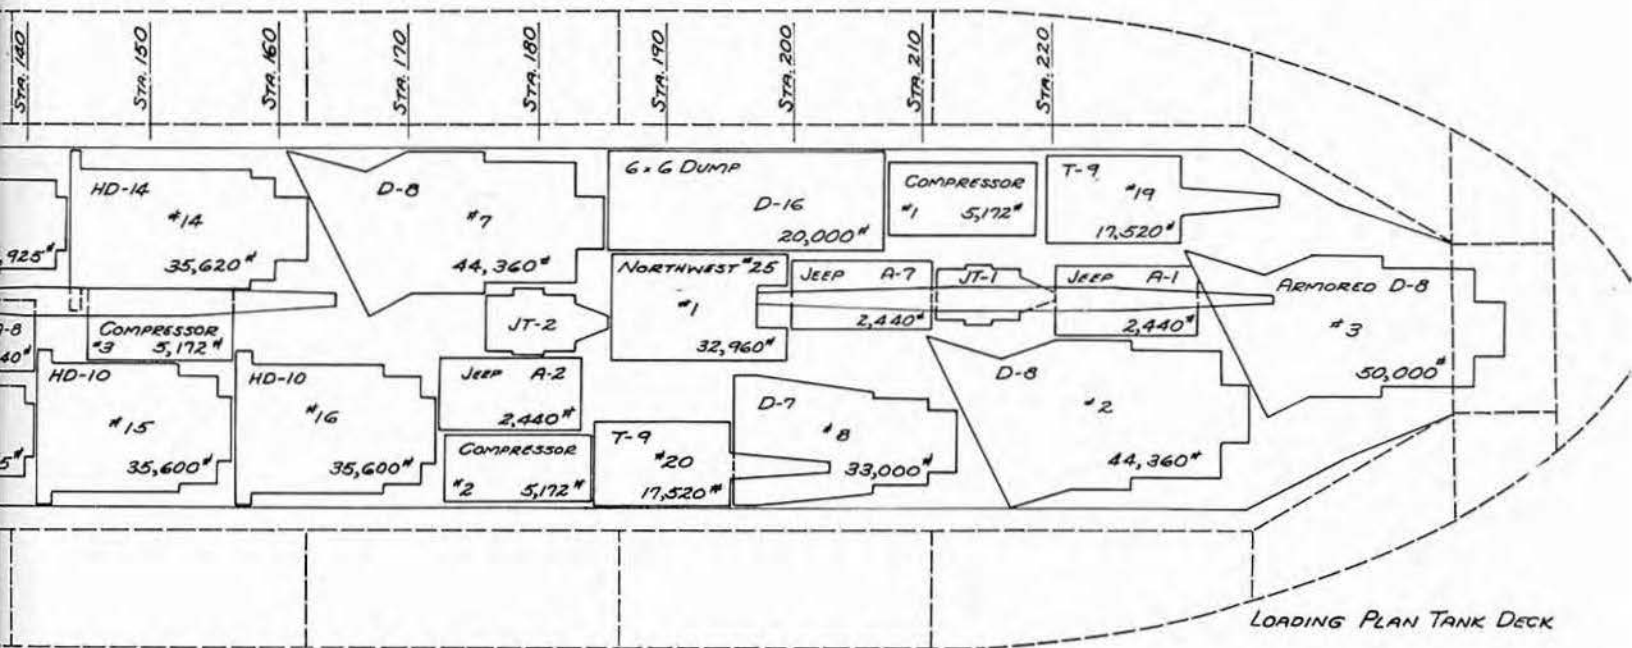 STA. 140
STA. 150
STA. 160
STA. 170
STA. 180
STA. 190
STA. 200
STA. 210
STA. 220
HD-14
#14
35,620#
D-8
#7
44,360#
6x6 DUMP
D-16
20,000#
COMPRESSOR
#1 5,172#
T-9
#19
17,520#
,925#
NORTHWEST #25
#1
32,960#
JEEP A-7
2,440#
JT-1
JEEP A-1
2,440#
ARMORED D-8
#3
50,000#
A-8
40#
COMPRESSOR
#3 5,172#
JT-2
HD-10
#15
35,600#
HD-10
#16
35,600#
JEEP A-2
2,440#
COMPRESSOR
#2 5,172#
T-9
#20
17,520#
D-7
#8
33,000#
D-8
#2
44,360#
5#
LOADING PLAN TANK DECK